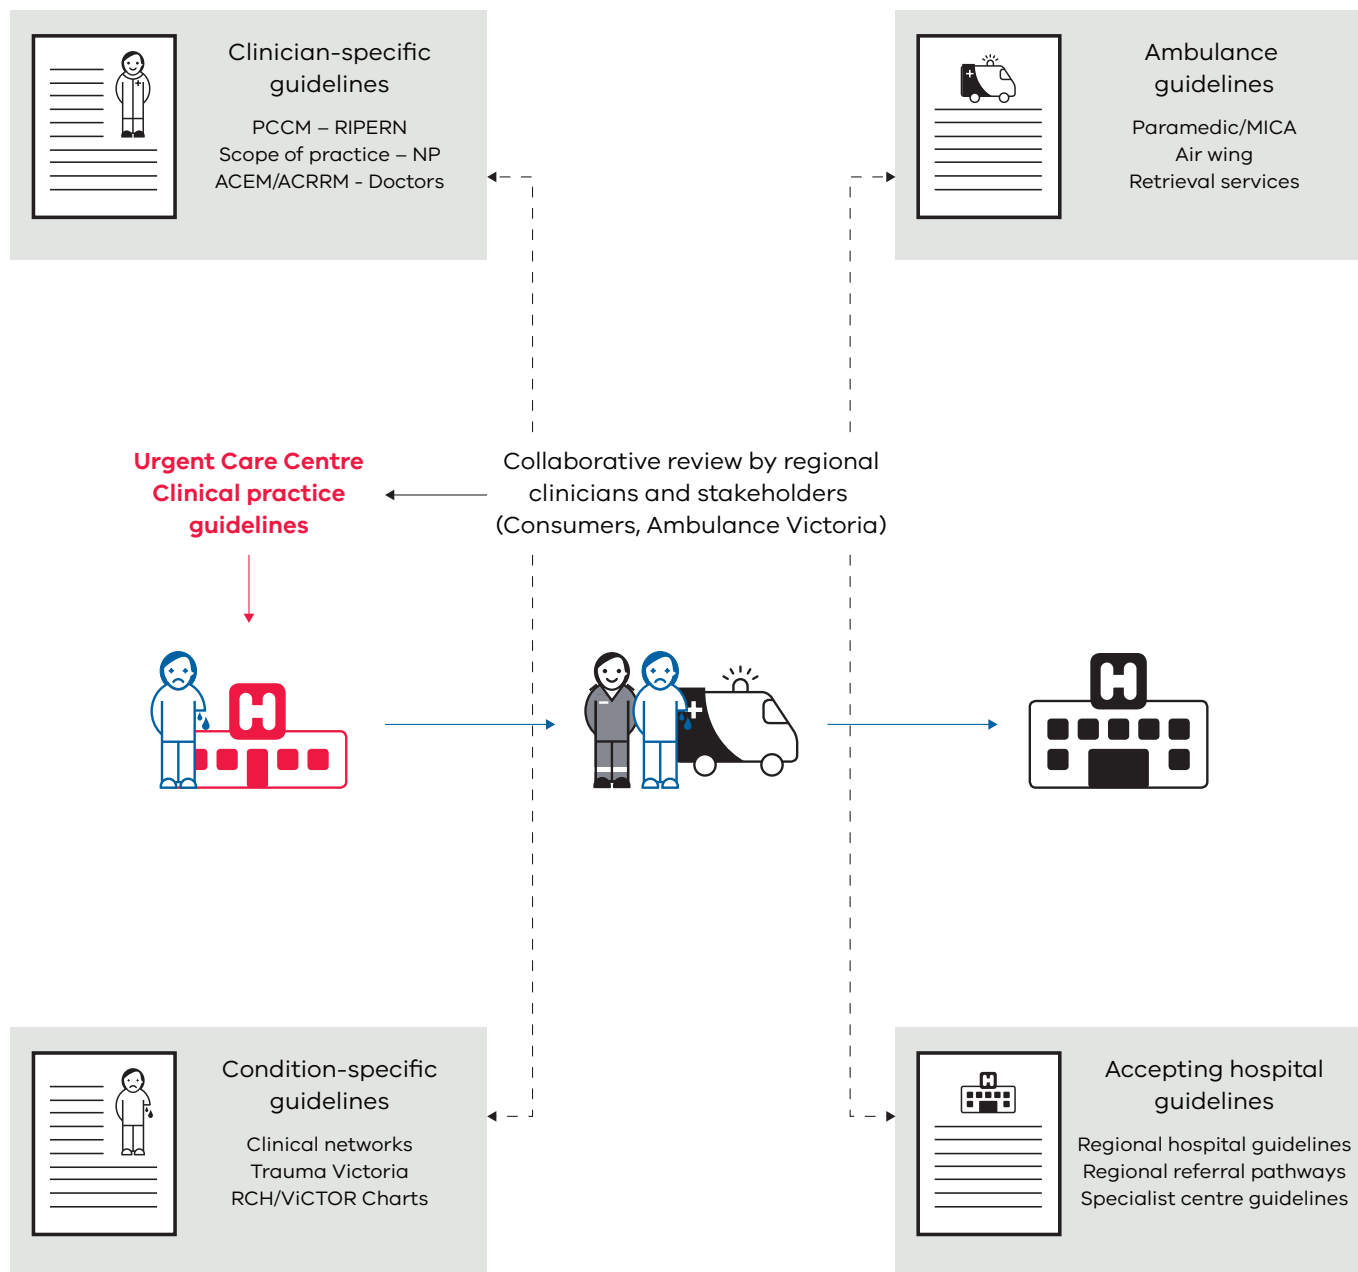 Clinician-specific
guidelines
PCCM – RIPERN
Scope of practice – NP
ACEM/ACRRM - Doctors
Ambulance
guidelines
Paramedic/MICA
Air wing
Retrieval services
Urgent Care Centre
Clinical practice
guidelines
Collaborative review by regional
clinicians and stakeholders
(Consumers, Ambulance Victoria)
H
H
Condition-specific
guidelines
Clinical networks
Trauma Victoria
RCH/ViCTOR Charts
H
Accepting hospital
guidelines
Regional hospital guidelines
Regional referral pathways
Specialist centre guidelines